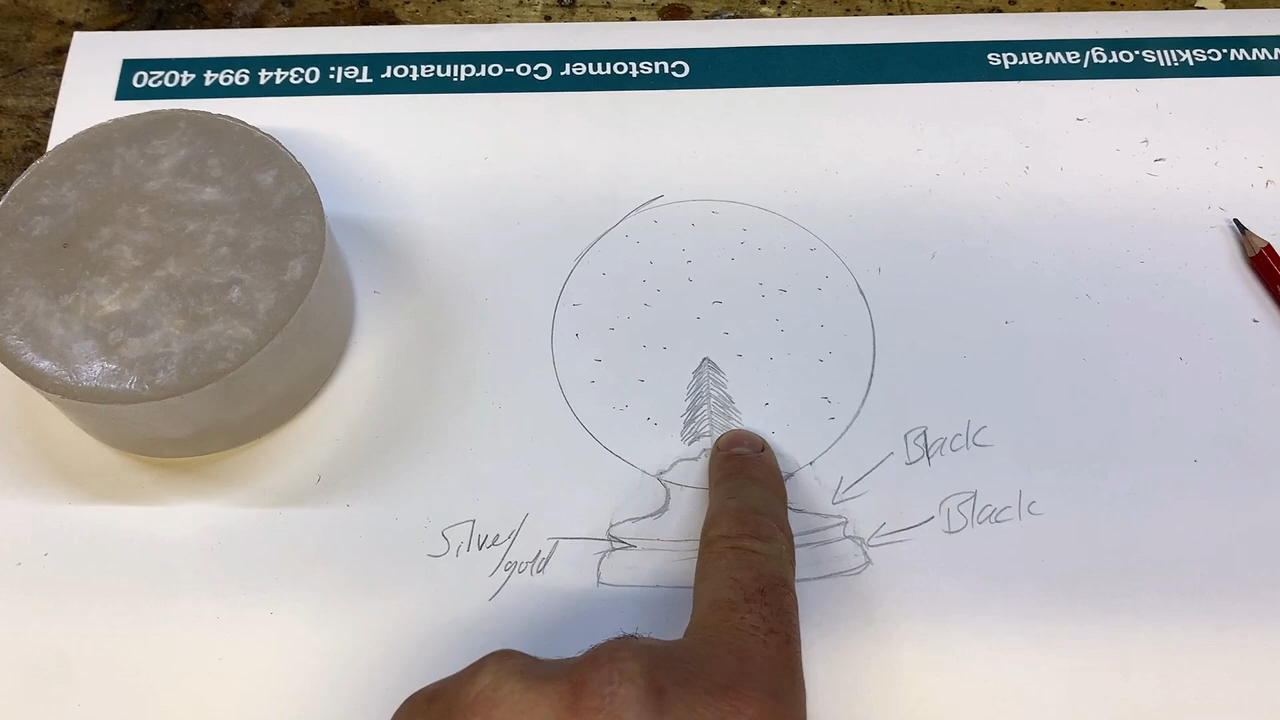 www.cskills.org/awards
Customer Co-ordinator Tel: 0344 994 4020
Black
Black
Silver/
gold